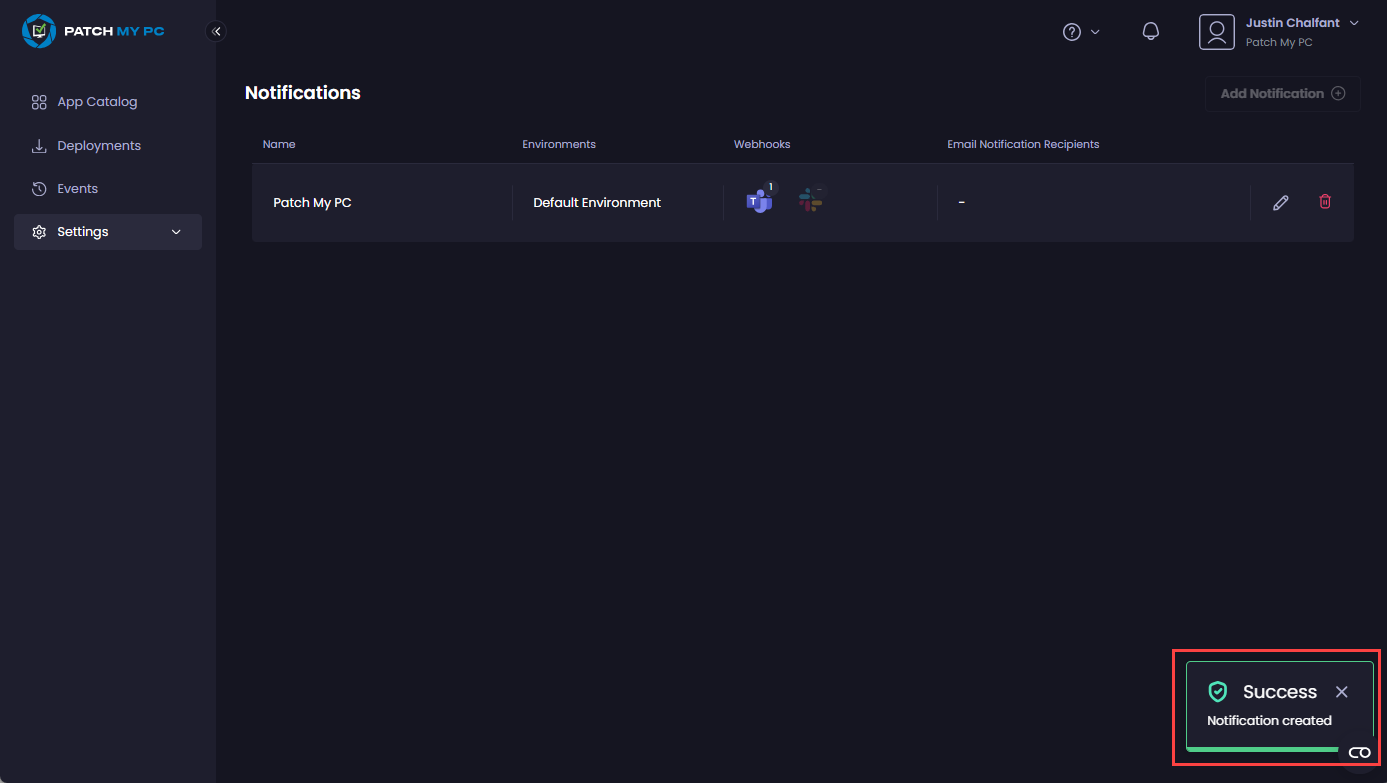 PATCH MY PC
Justin Chalfant
Patch My PC
App Catalog
Deployments
Events
Settings
Notifications
Add Notification
Name Environments Webhooks Email Notification Recipients
Patch My PC Default Environment T 1 - -
Success
Notification created